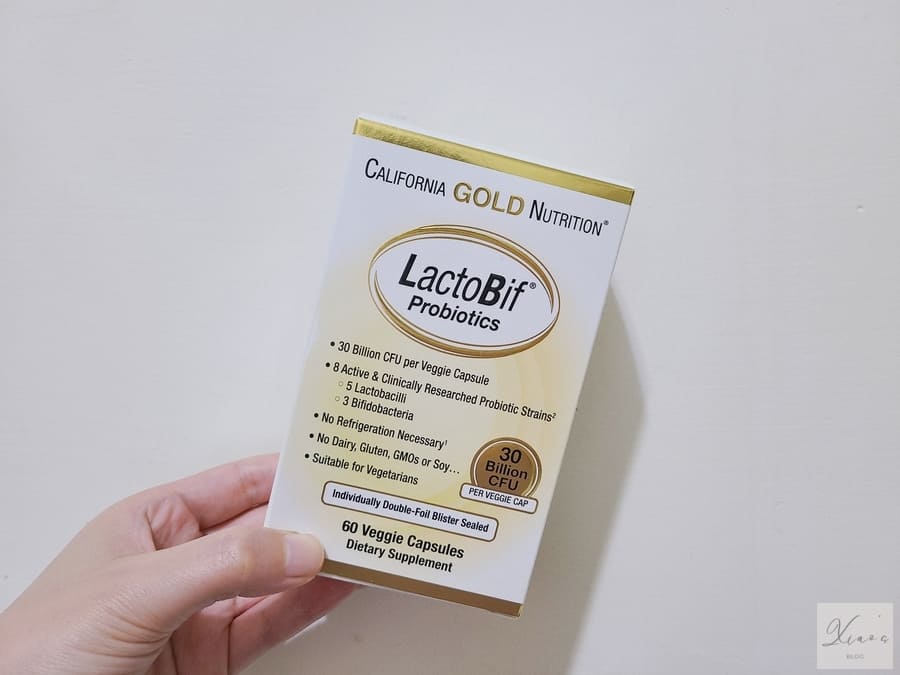 CALIFORNIA GOLD NUTRITION®
LactoBif®
Probiotics
• 30 Billion CFU per Veggie Capsule
• 8 Active & Clinically Researched Probiotic Strains²
○ 5 Lactobacilli
○ 3 Bifidobacteria
• No Refrigeration Necessary¹
• No Dairy, Gluten, GMOs or Soy...
• Suitable for Vegetarians
30
Billion
CFU
PER VEGGIE CAP
Individually Double-Foil Blister Sealed
60 Veggie Capsules
Dietary Supplement
BLOG